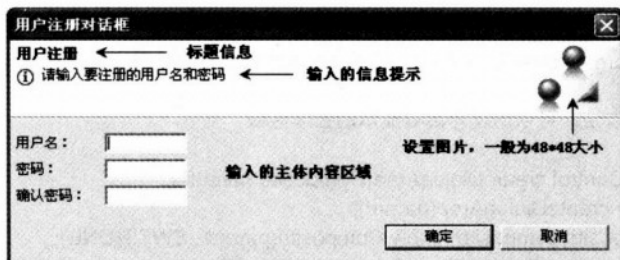 用户注册对话框
用户注册 标题信息
请输入要注册的用户名和密码 输入的信息提示
设置图片，一般为48*48大小
用户名：
密码： 输入的主体内容区域
确认密码：
确定 取消